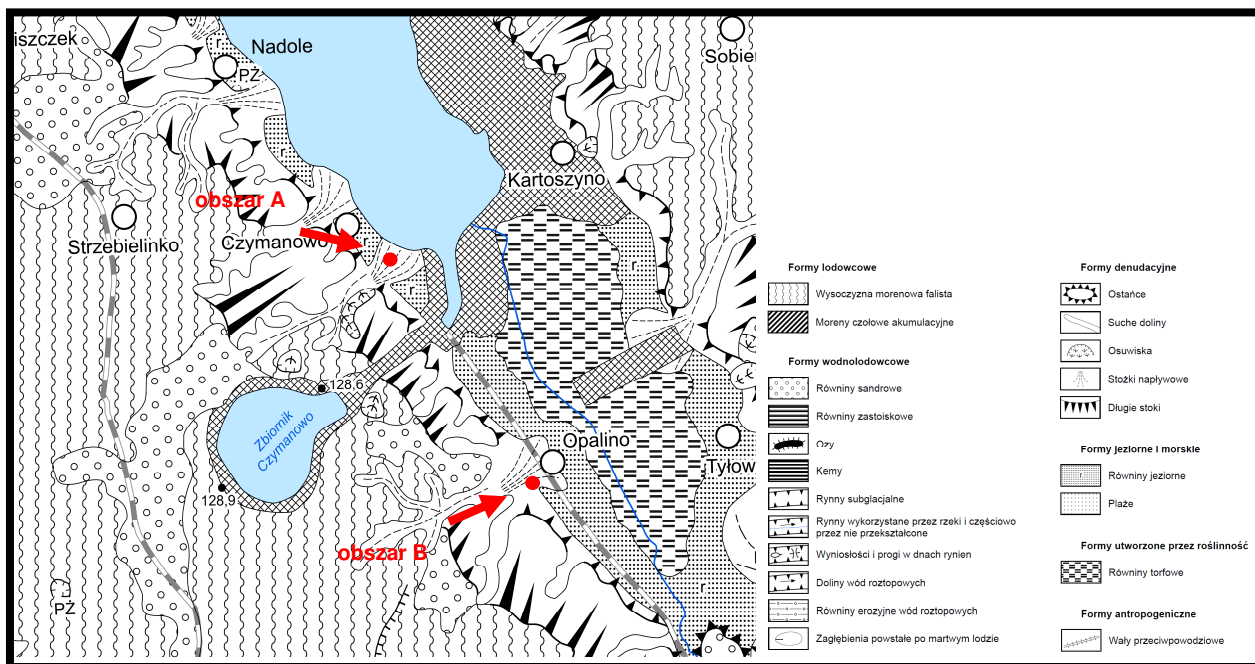 iszczek
Nadole
r
PŻ
Sobie
Kartoszyno
r
obszar A
Strzebielinko
Czymanowo
r
r
r
r
128,6
Zbiornik
Czymanowo
128,9
Opalino
Tyłow
obszar B
PŻ
r
r
Formy lodowcowe
Wysoczyzna morenowa falista
Moreny czołowe akumulacyjne
Formy wodnolodowcowe
Równiny sandrowe
Równiny zastoiskowe
Ozy
Kemy
Rynny subglacjalne
Rynny wykorzystane przez rzeki i częściowo
przez nie przekształcone
Wyniosłości i progi w dnach rynien
Doliny wód roztopowych
Równiny erozyjne wód roztopowych
Zagłębienia powstałe po martwym lodzie
Formy denudacyjne
Ostańce
Suche doliny
Osuwiska
Stożki napływowe
Długie stoki
Formy jeziorne i morskie
r
Równiny jeziorne
Plaże
Formy utworzone przez roślinność
Równiny torfowe
Formy antropogeniczne
Wały przeciwpowodziowe